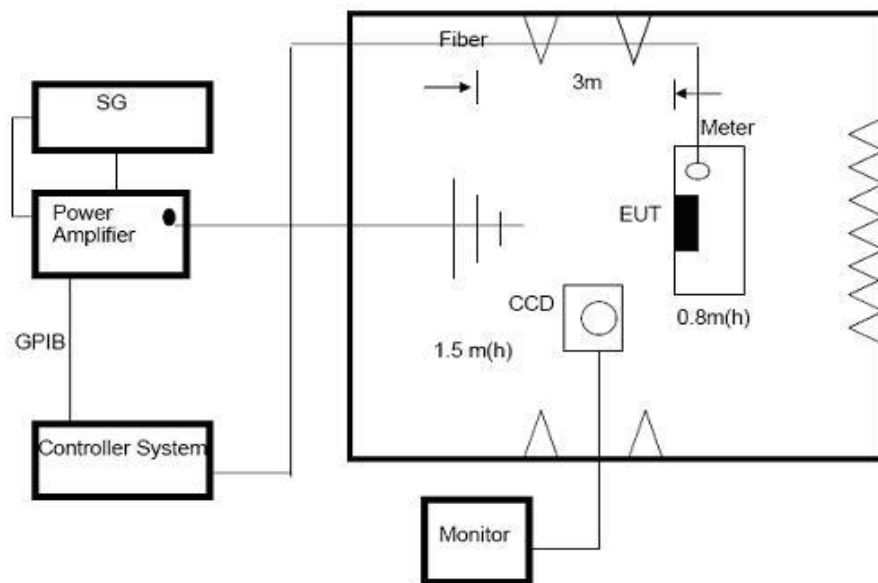 Fiber
3m
SG
Meter
Power
Amplifier
EUT
CCD
0.8m(h)
GPIB
1.5 m(h)
Controller System
Monitor